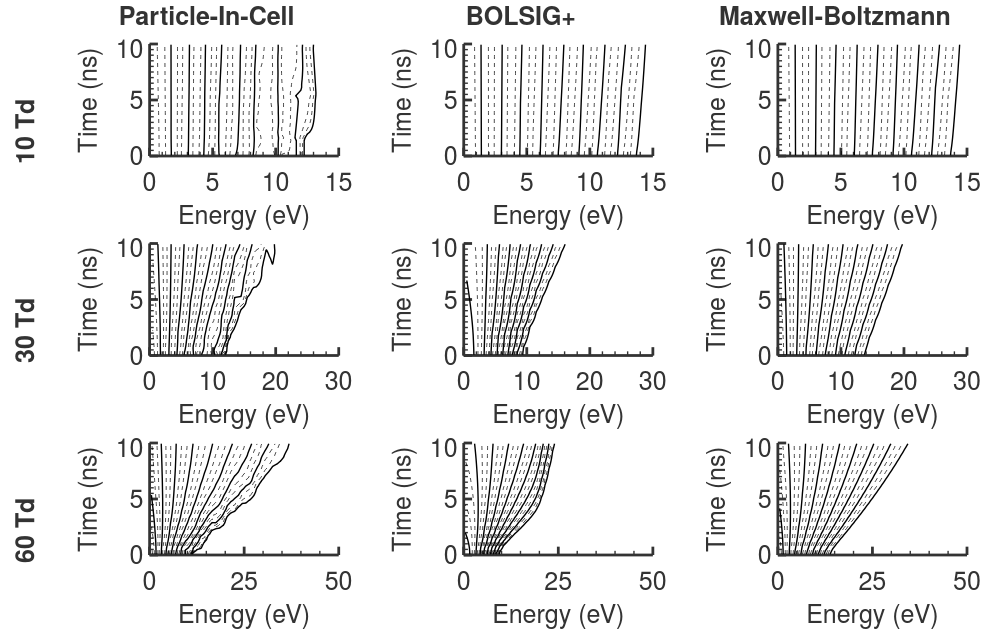 Particle-In-Cell BOLSIG+ Maxwell-Boltzmann
10 Td
Time (ns) 10 5 0 Time (ns) 10 5 0 Time (ns) 10 5 0
0 5 10 15 0 5 10 15 0 5 10 15
Energy (eV) Energy (eV) Energy (eV)
30 Td
Time (ns) 10 5 0 Time (ns) 10 5 0 Time (ns) 10 5 0
0 10 20 30 0 10 20 30 0 10 20 30
Energy (eV) Energy (eV) Energy (eV)
60 Td
Time (ns) 10 5 0 Time (ns) 10 5 0 Time (ns) 10 5 0
0 25 50 0 25 50 0 25 50
Energy (eV) Energy (eV) Energy (eV)